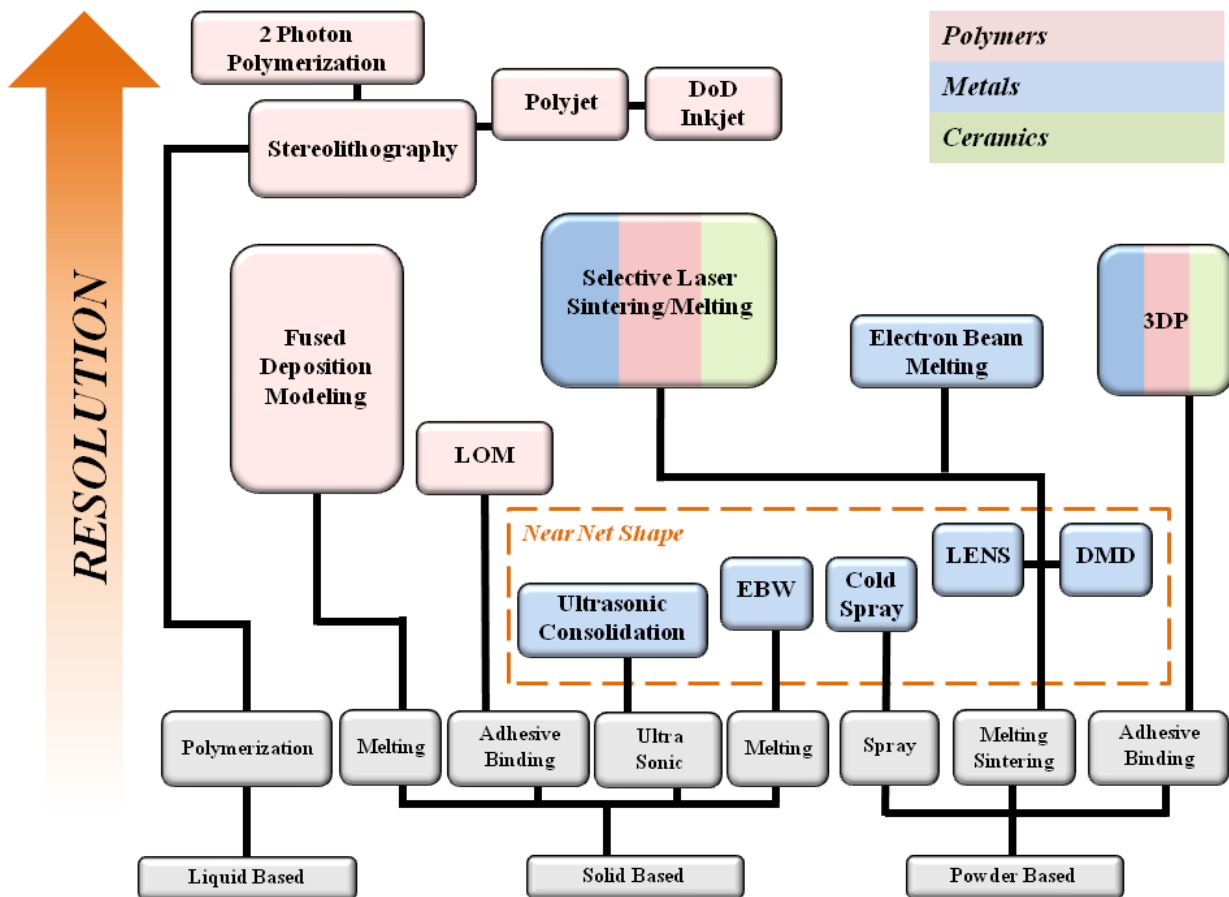 2 Photon
Polymerization
Polyjet
DoD
Inkjet
Stereolithography
Polymers
Metals
Ceramics
RESOLUTION
Fused
Deposition
Modeling
Selective Laser
Sintering/Melting
Electron Beam
Melting
3DP
LOM
Near Net Shape
Ultrasonic
Consolidation
EBW
Cold
Spray
LENS
DMD
Polymerization
Melting
Adhesive
Binding
Ultra
Sonic
Melting
Spray
Melting
Sintering
Adhesive
Binding
Liquid Based
Solid Based
Powder Based